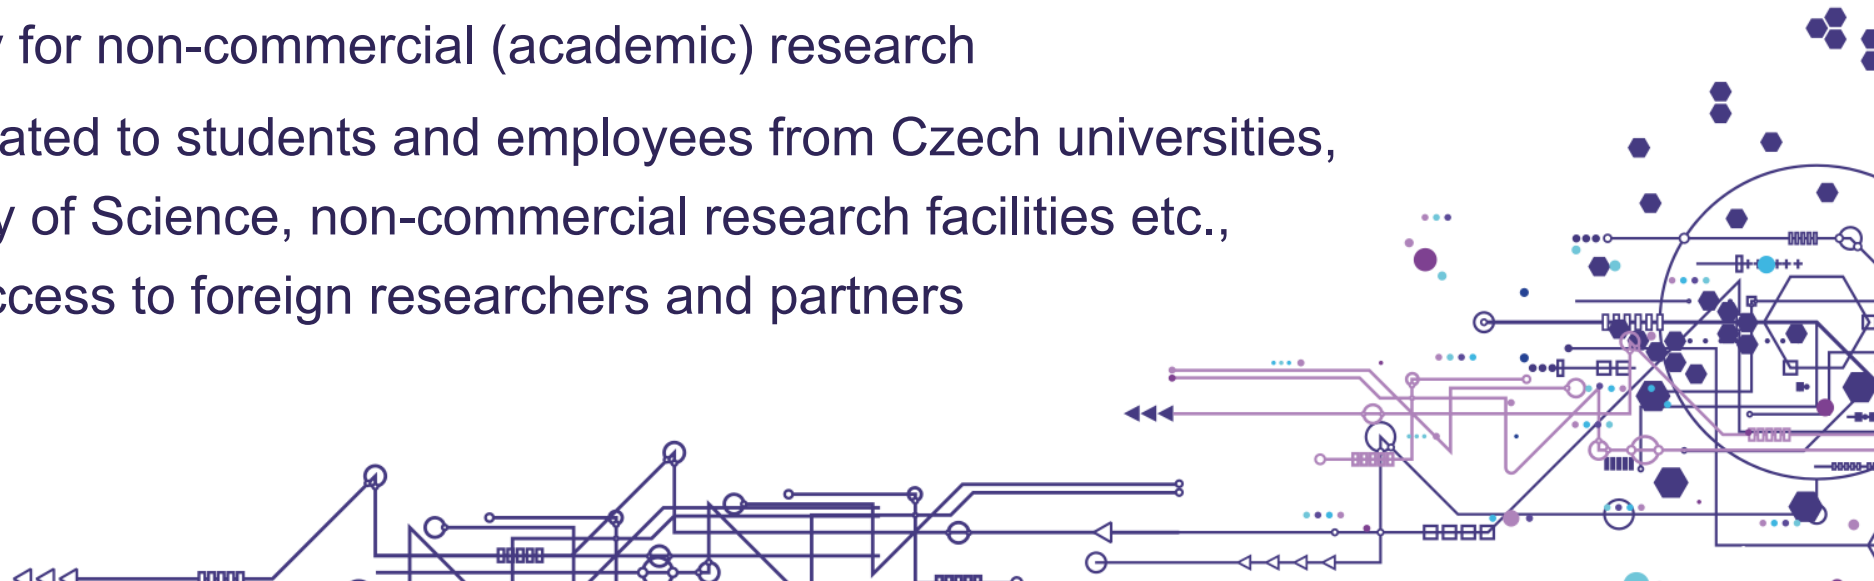 y for non-commercial (academic) research
ated to students and employees from Czech universities,
y of Science, non-commercial research facilities etc.,
ccess to foreign researchers and partners